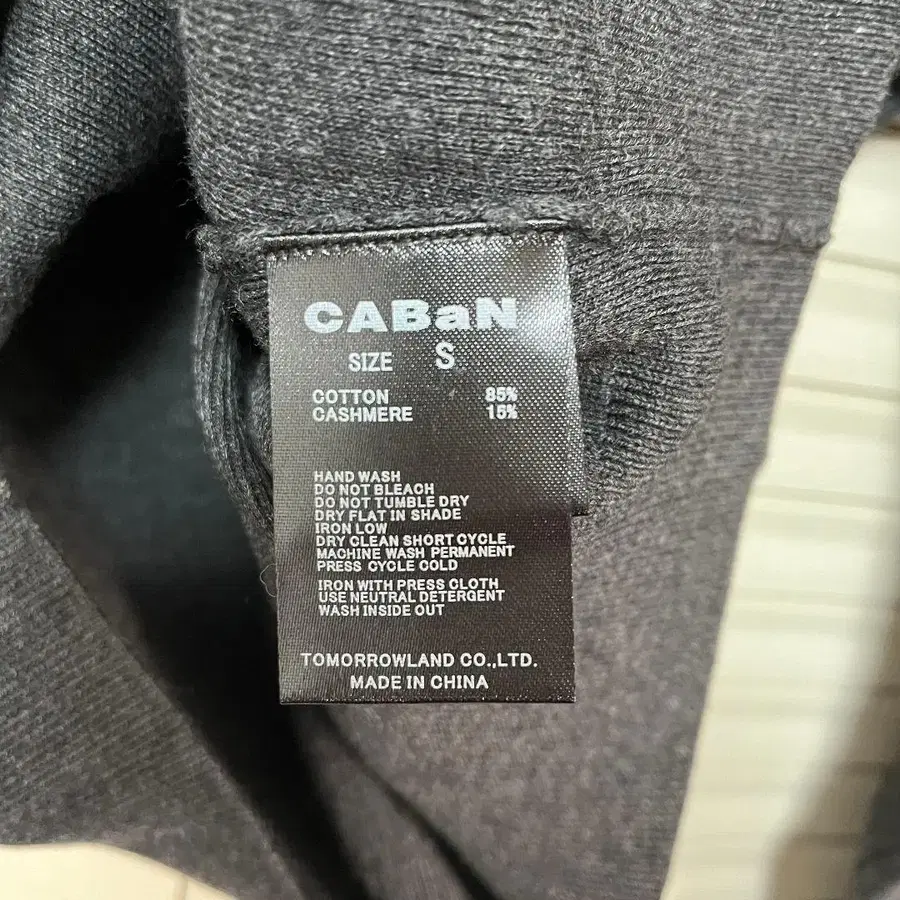 CABaN
SIZE S
COTTON 85%
CASHMERE 15%
HAND WASH
DO NOT BLEACH
DO NOT TUMBLE DRY
DRY FLAT IN SHADE
IRON LOW
DRY CLEAN SHORT CYCLE
MACHINE WASH PERMANENT
PRESS CYCLE COLD
IRON WITH PRESS CLOTH
USE NEUTRAL DETERGENT
WASH INSIDE OUT
TOMORROWLAND CO.,LTD.
MADE IN CHINA